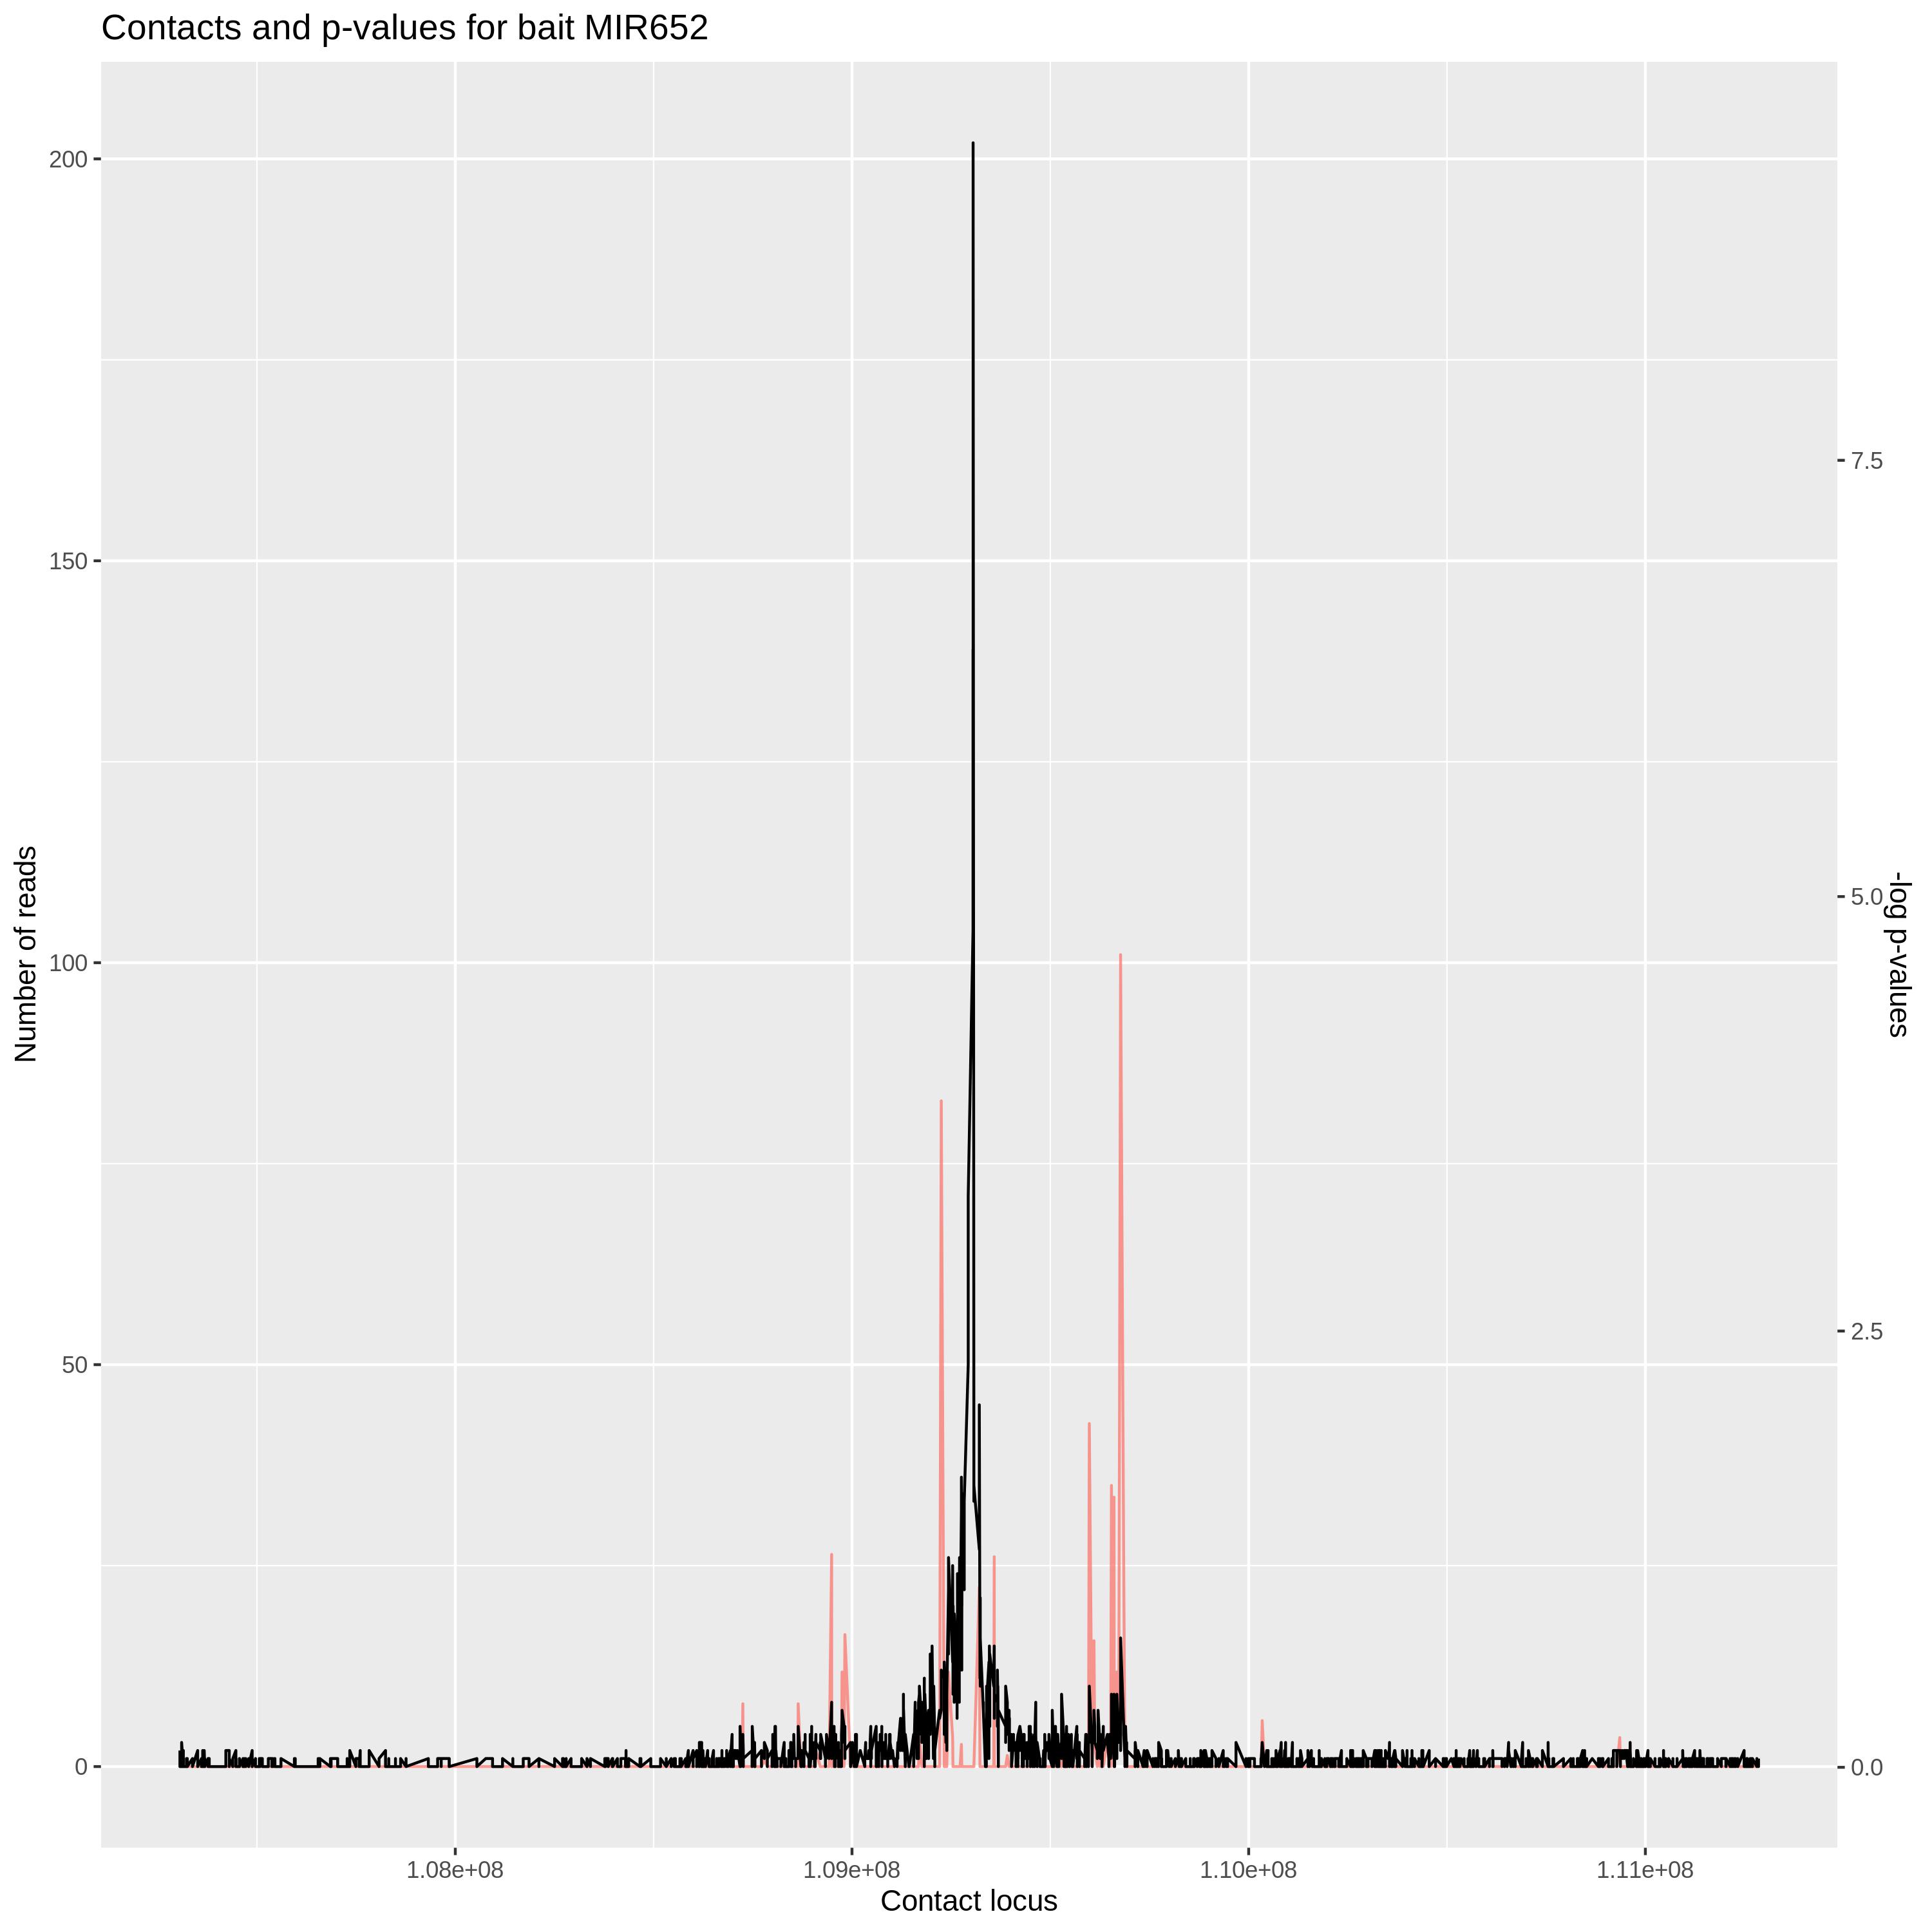 Contacts and p-values for bait MIR652
200
150
100
50
0
Number of reads
7.5
5.0
2.5
0.0
-log p-values
1.08e+08
1.09e+08
1.10e+08
1.11e+08
Contact locus